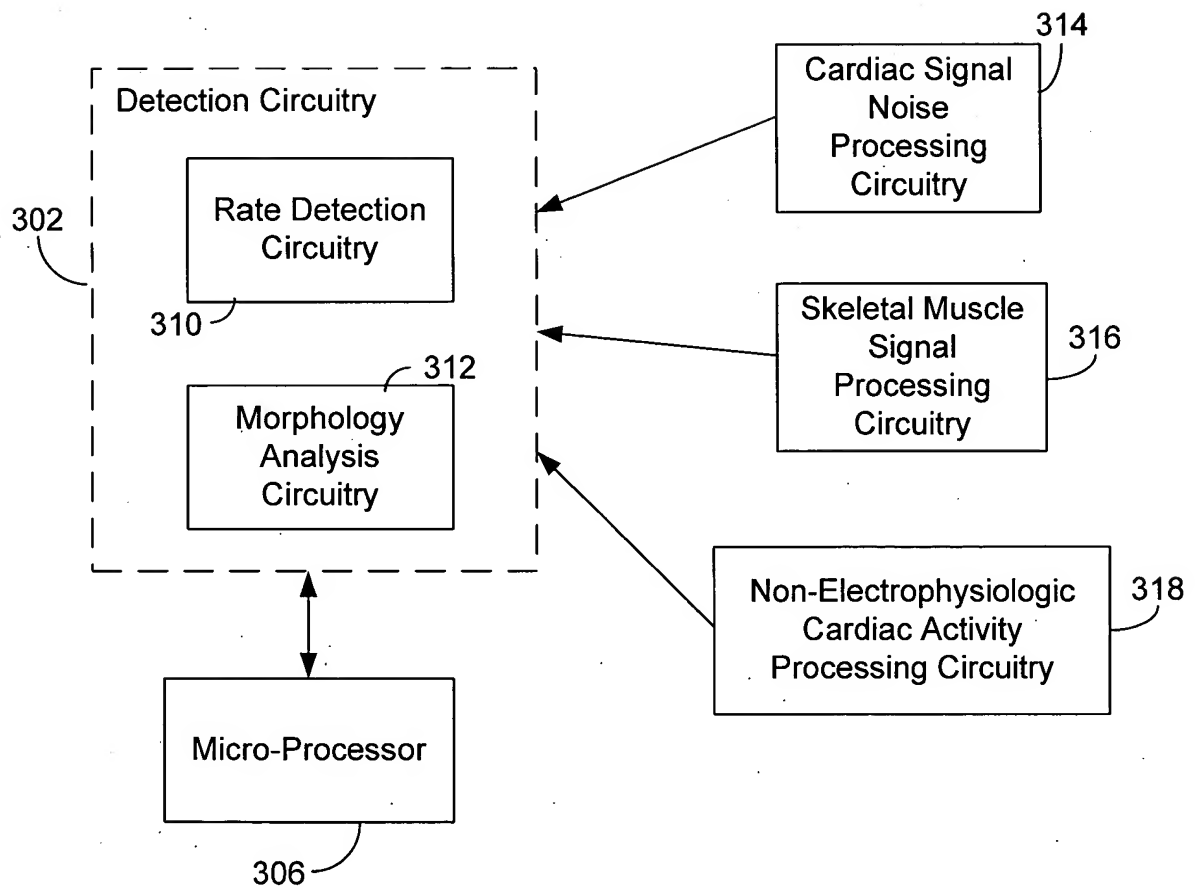 Detection Circuitry
302
Rate Detection
Circuitry
310
312
Morphology
Analysis
Circuitry
Micro-Processor
306
314
Cardiac Signal
Noise
Processing
Circuitry
Skeletal Muscle
Signal
Processing
Circuitry
316
Non-Electrophysiologic
Cardiac Activity
Processing Circuitry
318